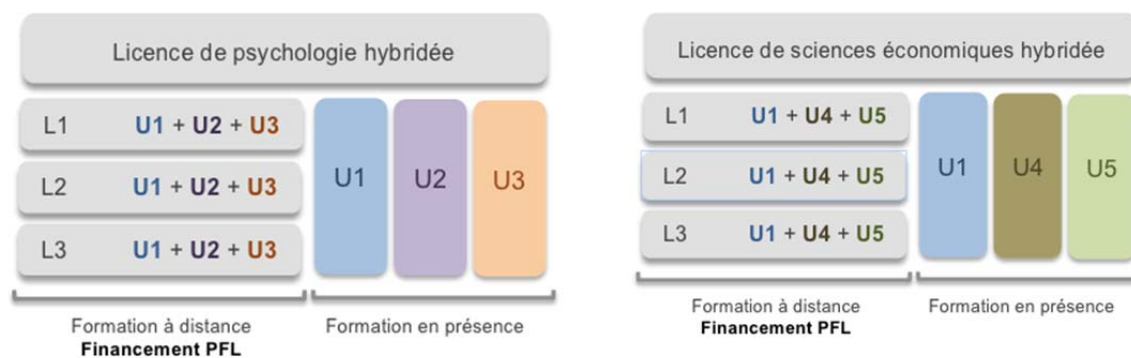 Licence de psychologie hybridée
L1 U1 + U2 + U3
L2 U1 + U2 + U3
L3 U1 + U2 + U3
U1
U2
U3
Formation à distance
Financement PFL
Formation en présence
Licence de sciences économiques hybridée
L1 U1 + U4 + U5
L2 U1 + U4 + U5
L3 U1 + U4 + U5
U1
U4
U5
Formation à distance
Financement PFL
Formation en présence